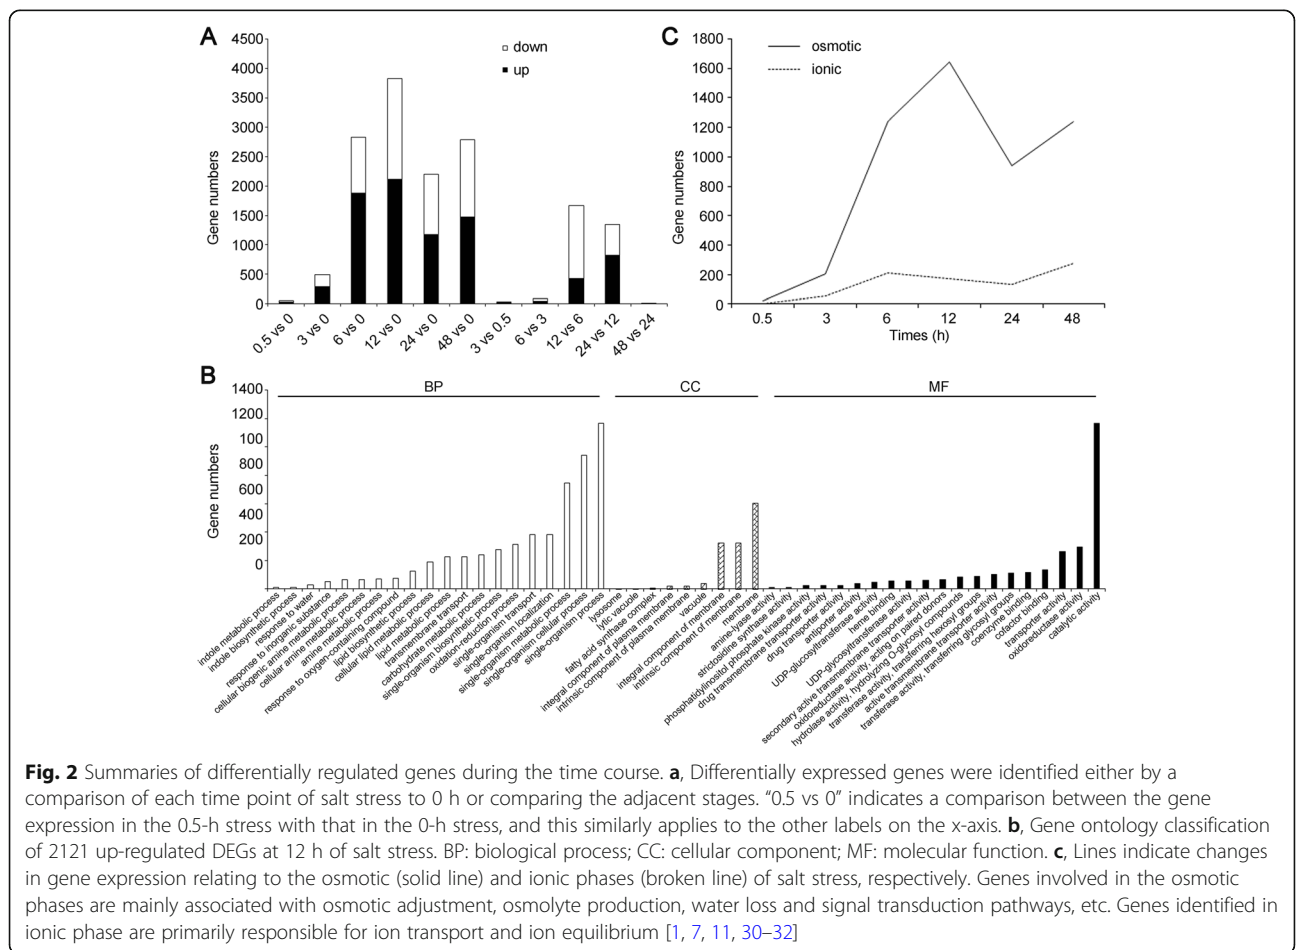 A
4500
4000
3500
3000
2500
2000
1500
1000
500
0
Gene numbers
down
up
0.5 vs 0
3 vs 0
6 vs 0
12 vs 0
24 vs 0
48 vs 0
3 vs 0.5
6 vs 3
12 vs 6
24 vs 12
48 vs 24
C
1800
1600
1400
1200
1000
800
600
400
200
0
Gene numbers
osmotic
ionic
0.5
3
6
12
24
48
Times (h)
B
1400
1200
100
800
600
400
200
0
Gene numbers
BP
CC
MF
indole metabolic process
indole biosynthetic process
response to water
response to inorganic substance
cellular biogenic amine metabolic process
cellular amine metabolic process
amine metabolic process
response to oxygen-containing compound
lipid biosynthetic process
cellular lipid metabolic process
lipid metabolic process
transmembrane transport
carbohydrate metabolic process
single-organism biosynthetic process
oxidation-reduction process
single-organism transport
single-organism localization
single-organism metabolic process
single-organism cellular process
single-organism process
lysosome
lytic vacuole
fatty acid synthase complex
integral component of plasma membrane
intrinsic component of plasma membrane
vacuole
integral component of membrane
intrinsic component of membrane
membrane
amine-lyase activity
strictosidine synthase activity
phosphatidylinositol phosphate kinase activity
drug transmembrane transporter activity
drug transporter activity
antiporter activity
UDP-glucosyltransferase activity
heme binding
UDP-glycosyltransferase activity
secondary active transmembrane transporter activity
oxidoreductase activity, acting on paired donors
hydrolase activity, hydrolyzing O-glycosyl compounds
transferase activity, transferring hexosyl groups
active transmembrane transporter activity
transferase activity, transferring glycosyl groups
coenzyme binding
cofactor binding
transporter activity
oxidoreductase activity
catalytic activity
Fig. 2 Summaries of differentially regulated genes during the time course. a, Differentially expressed genes were identified either by a
comparison of each time point of salt stress to 0 h or comparing the adjacent stages. “0.5 vs 0” indicates a comparison between the gene
expression in the 0.5-h stress with that in the 0-h stress, and this similarly applies to the other labels on the x-axis. b, Gene ontology classification
of 2121 up-regulated DEGs at 12 h of salt stress. BP: biological process; CC: cellular component; MF: molecular function. c, Lines indicate changes
in gene expression relating to the osmotic (solid line) and ionic phases (broken line) of salt stress, respectively. Genes involved in the osmotic
phases are mainly associated with osmotic adjustment, osmolyte production, water loss and signal transduction pathways, etc. Genes identified in
ionic phase are primarily responsible for ion transport and ion equilibrium [1, 7, 11, 30–32]